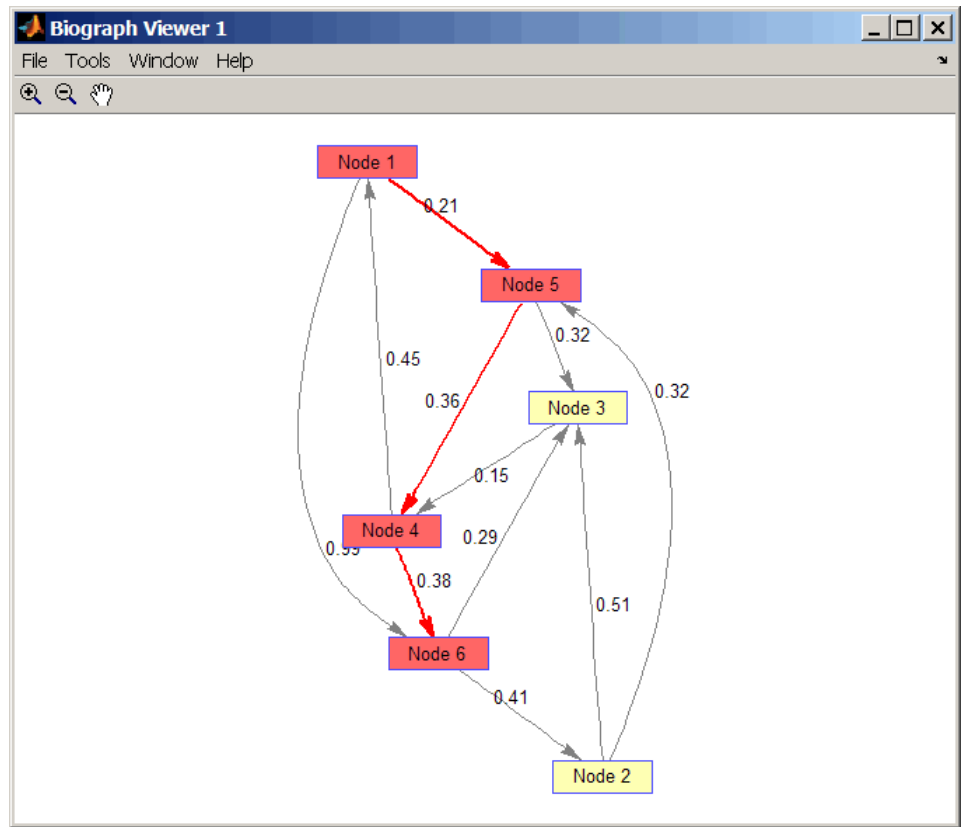 Biograph Viewer 1
File Tools Window Help
Node 1
0.21
Node 5
0.32
0.45
0.32
0.36
Node 3
0.15
Node 4
0.29
0.99
0.38
0.51
Node 6
0.41
Node 2